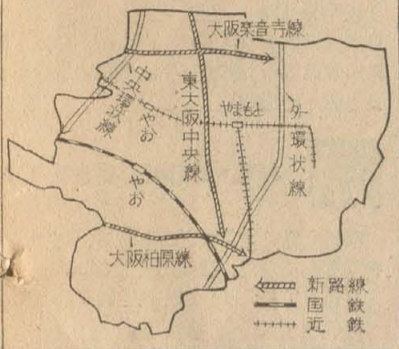 大阪楽音寺線
中央環状線
やお
東大阪中央線
やまもと
外環状線
やお
大阪柏原線
新路線
国鉄
近鉄